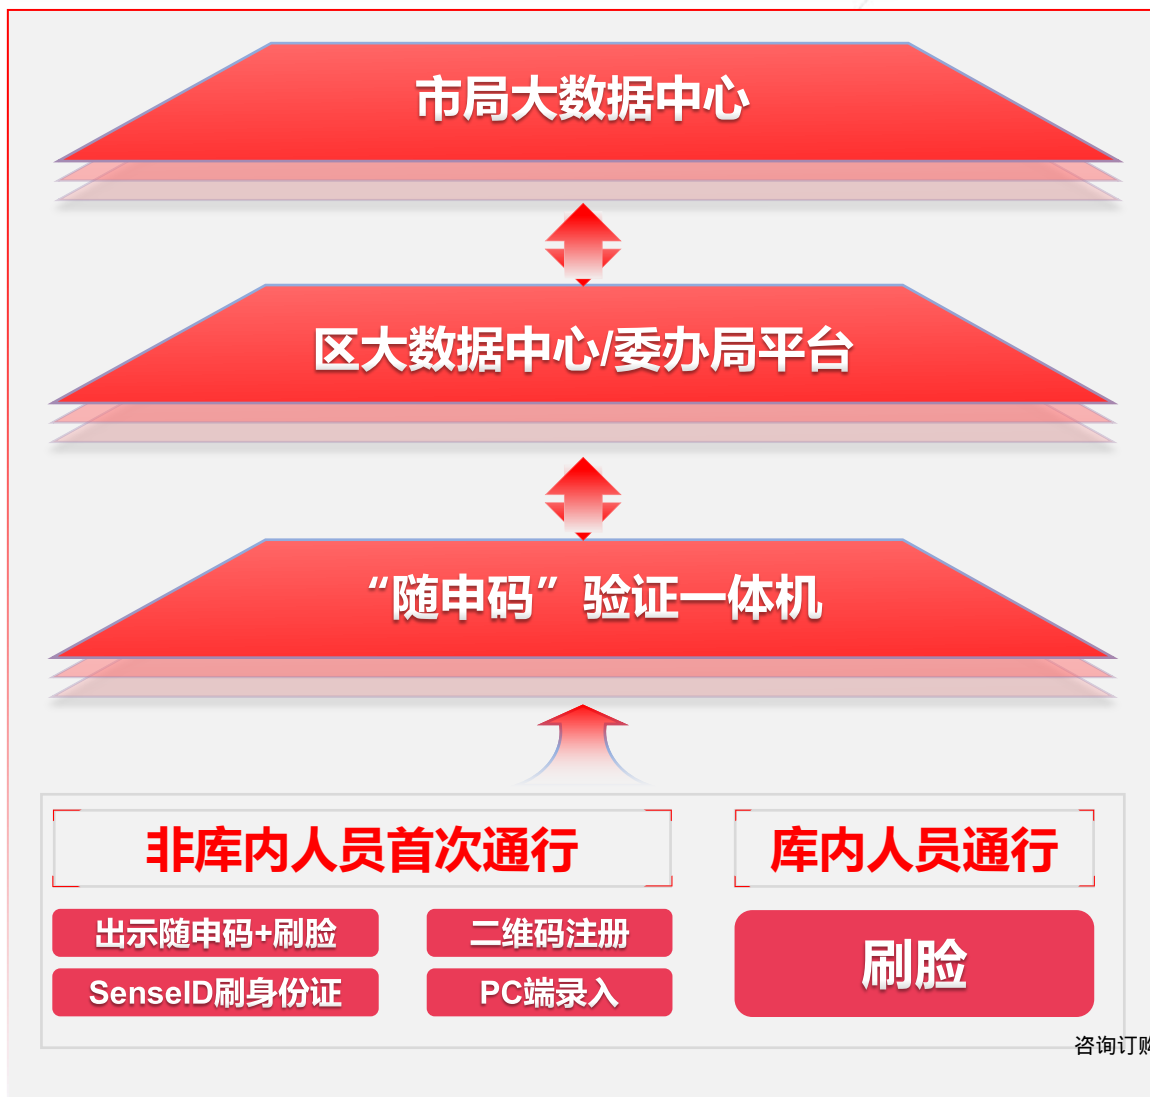 市局大数据中心
区大数据中心/委办局平台
“随申码”验证一体机
非库内人员首次通行
库内人员通行
出示随申码+刷脸
二维码注册
刷脸
SenseID刷身份证
PC端录入
咨询订购